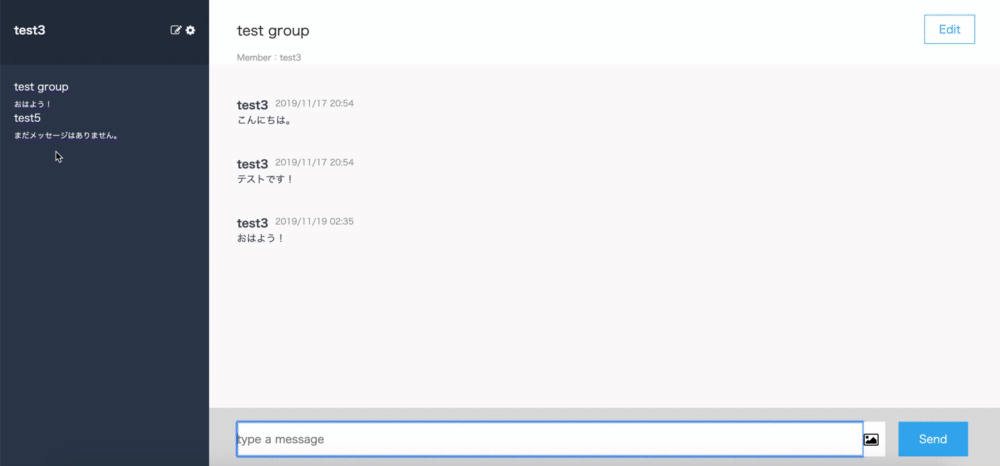 test3
test group
おはよう！
test5
まだメッセージはありません。
test group
Edit
Member：test3
test3 2019/11/17 20:54
こんにちは。
test3 2019/11/17 20:54
テストです！
test3 2019/11/19 02:35
おはよう！
type a message
Send